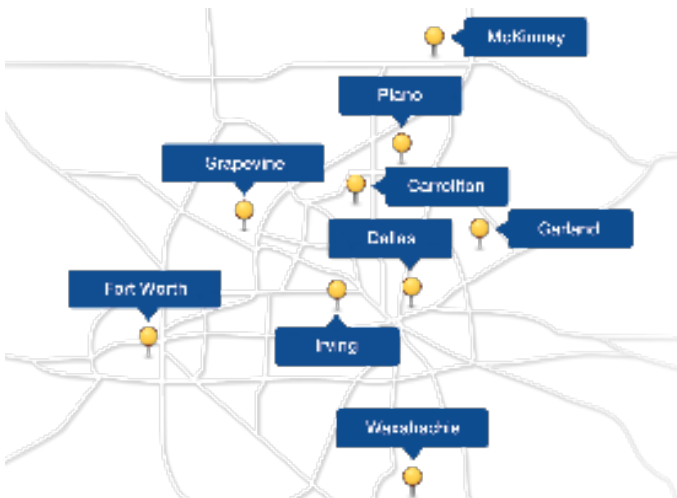 McKinney
Plano
Grapevine
Carrollton
Garland
Dallas
Fort Worth
Irving
Waxahachie